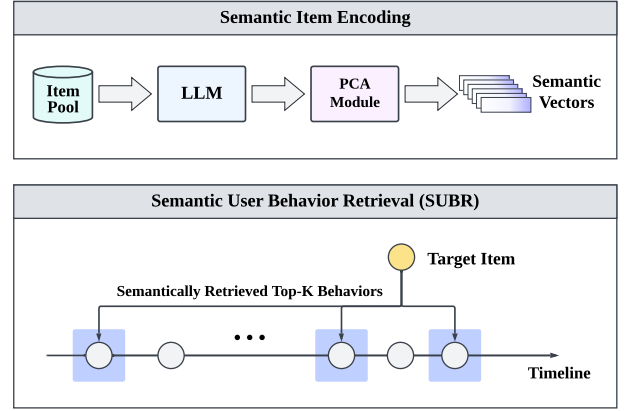 Semantic Item Encoding
Item
Pool
LLM
PCA
Module
Semantic
Vectors
Semantic User Behavior Retrieval (SUBR)
Target Item
Semantically Retrieved Top-K Behaviors
Timeline